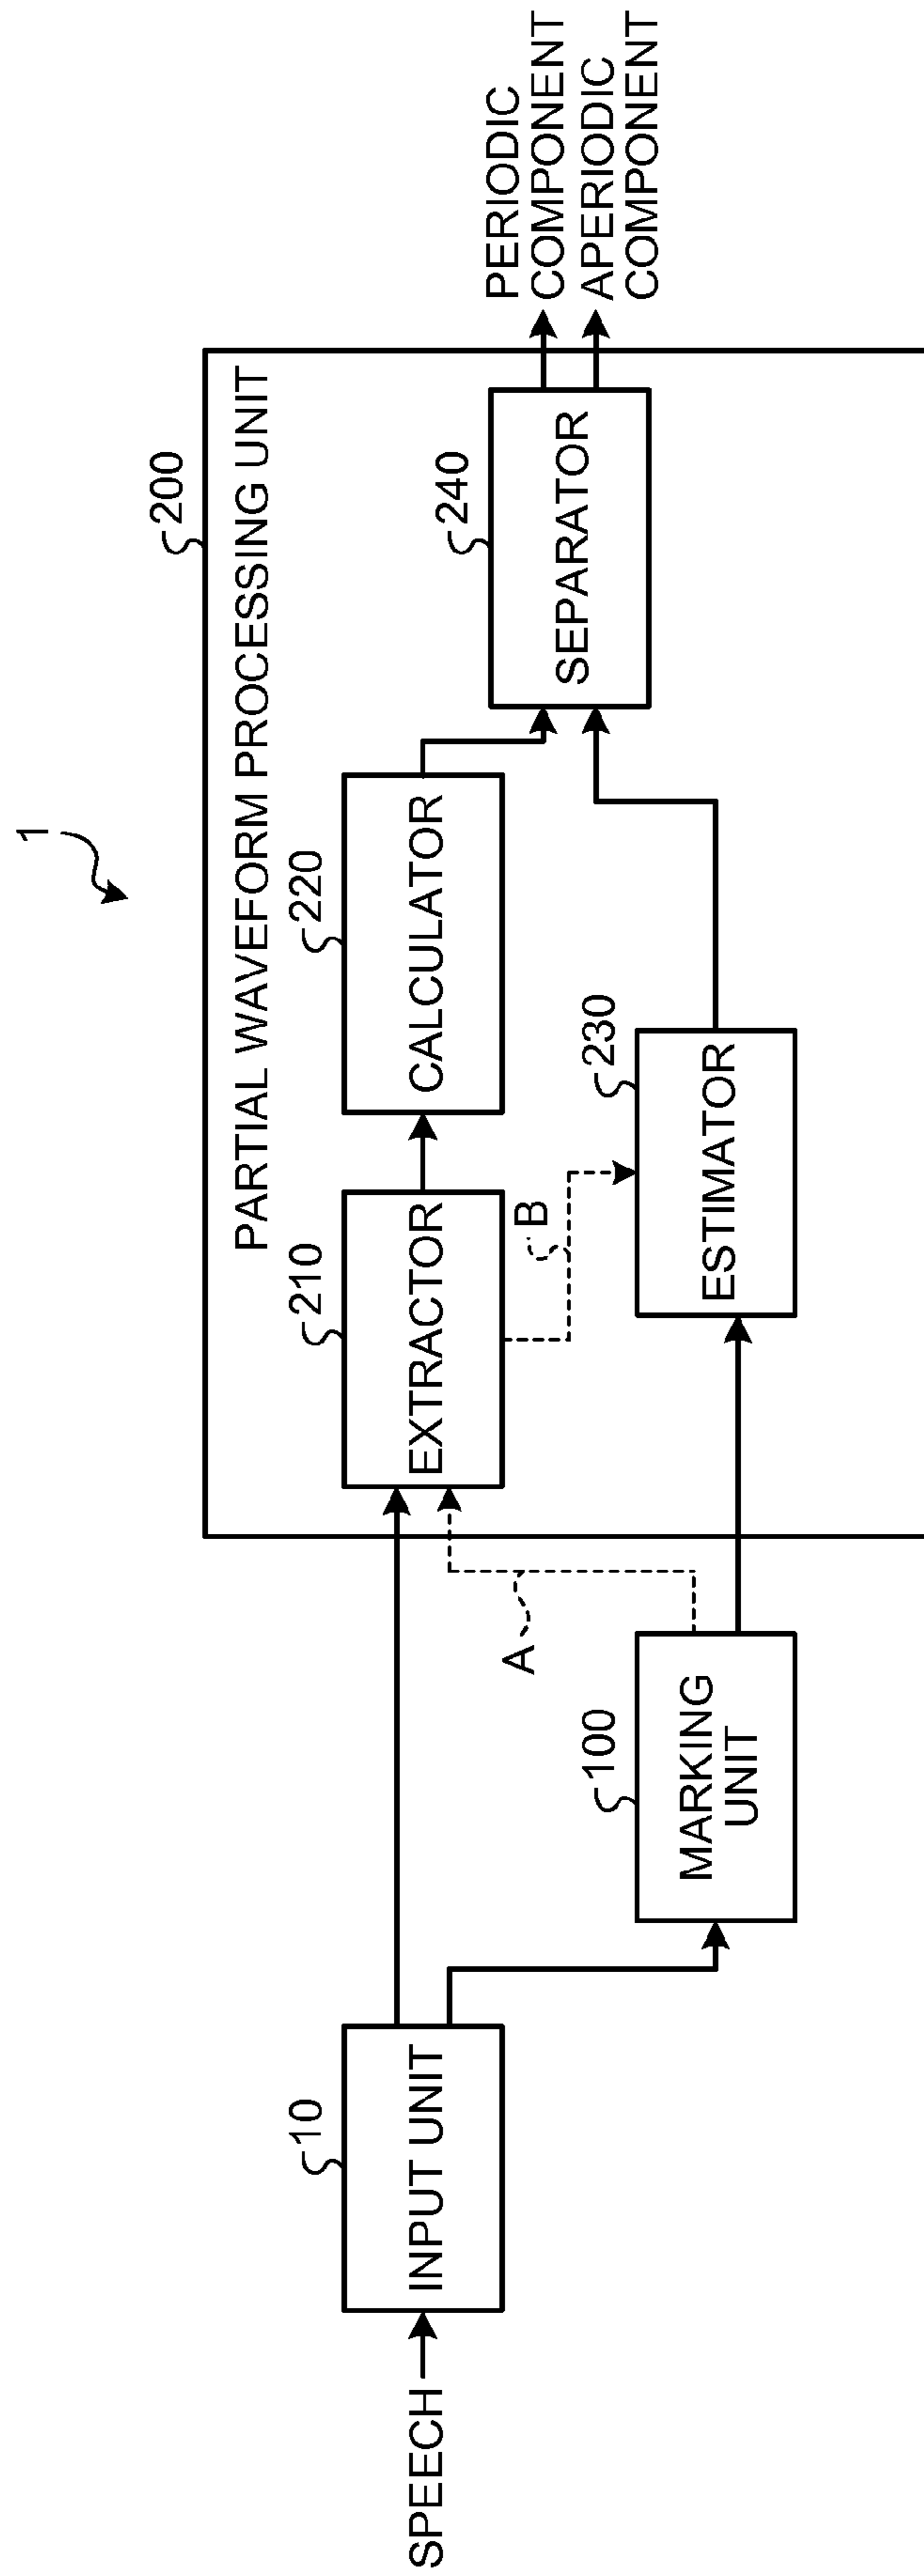 1
200
PARTIAL WAVEFORM PROCESSING UNIT
SPEECH
10
INPUT UNIT
100
MARKING
UNIT
A
210
EXTRACTOR
B
220
CALCULATOR
230
ESTIMATOR
240
SEPARATOR
PERIODIC
COMPONENT
APERIODIC
COMPONENT